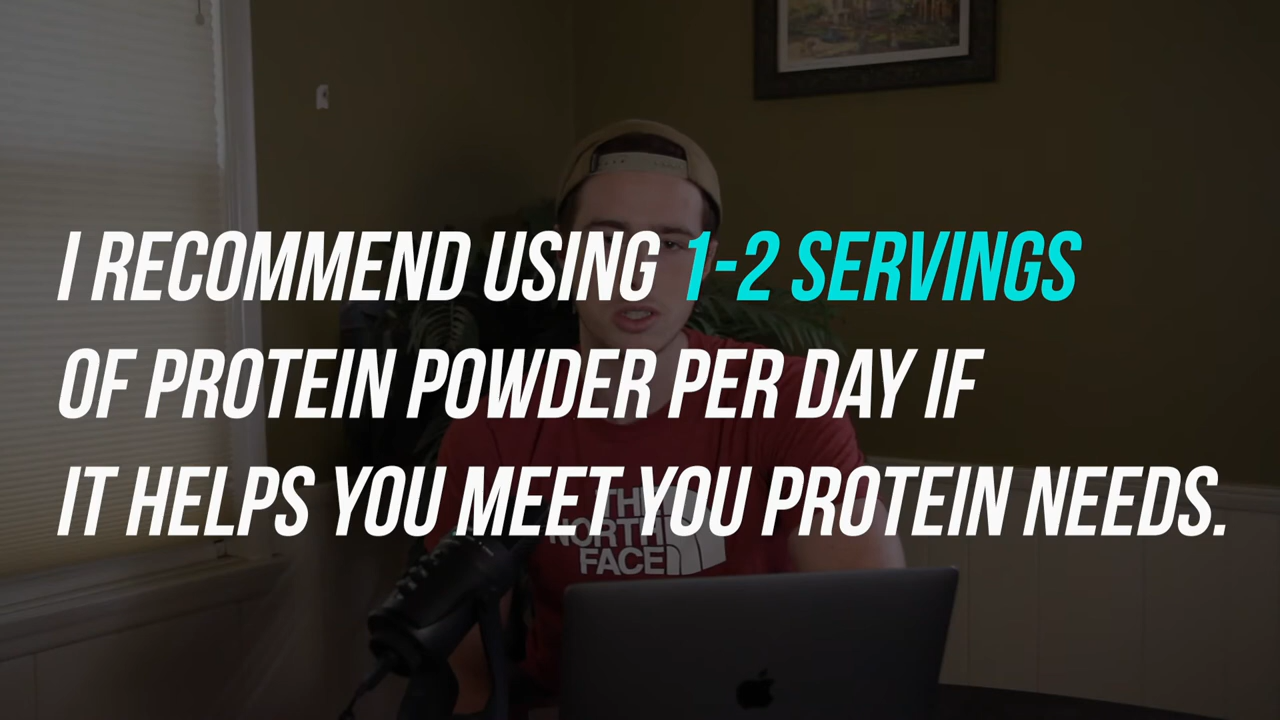 I RECOMMEND USING 1-2 SERVINGS
OF PROTEIN POWDER PER DAY IF
IT HELPS YOU MEET YOU PROTEIN NEEDS.
THE
NORTH
FACE